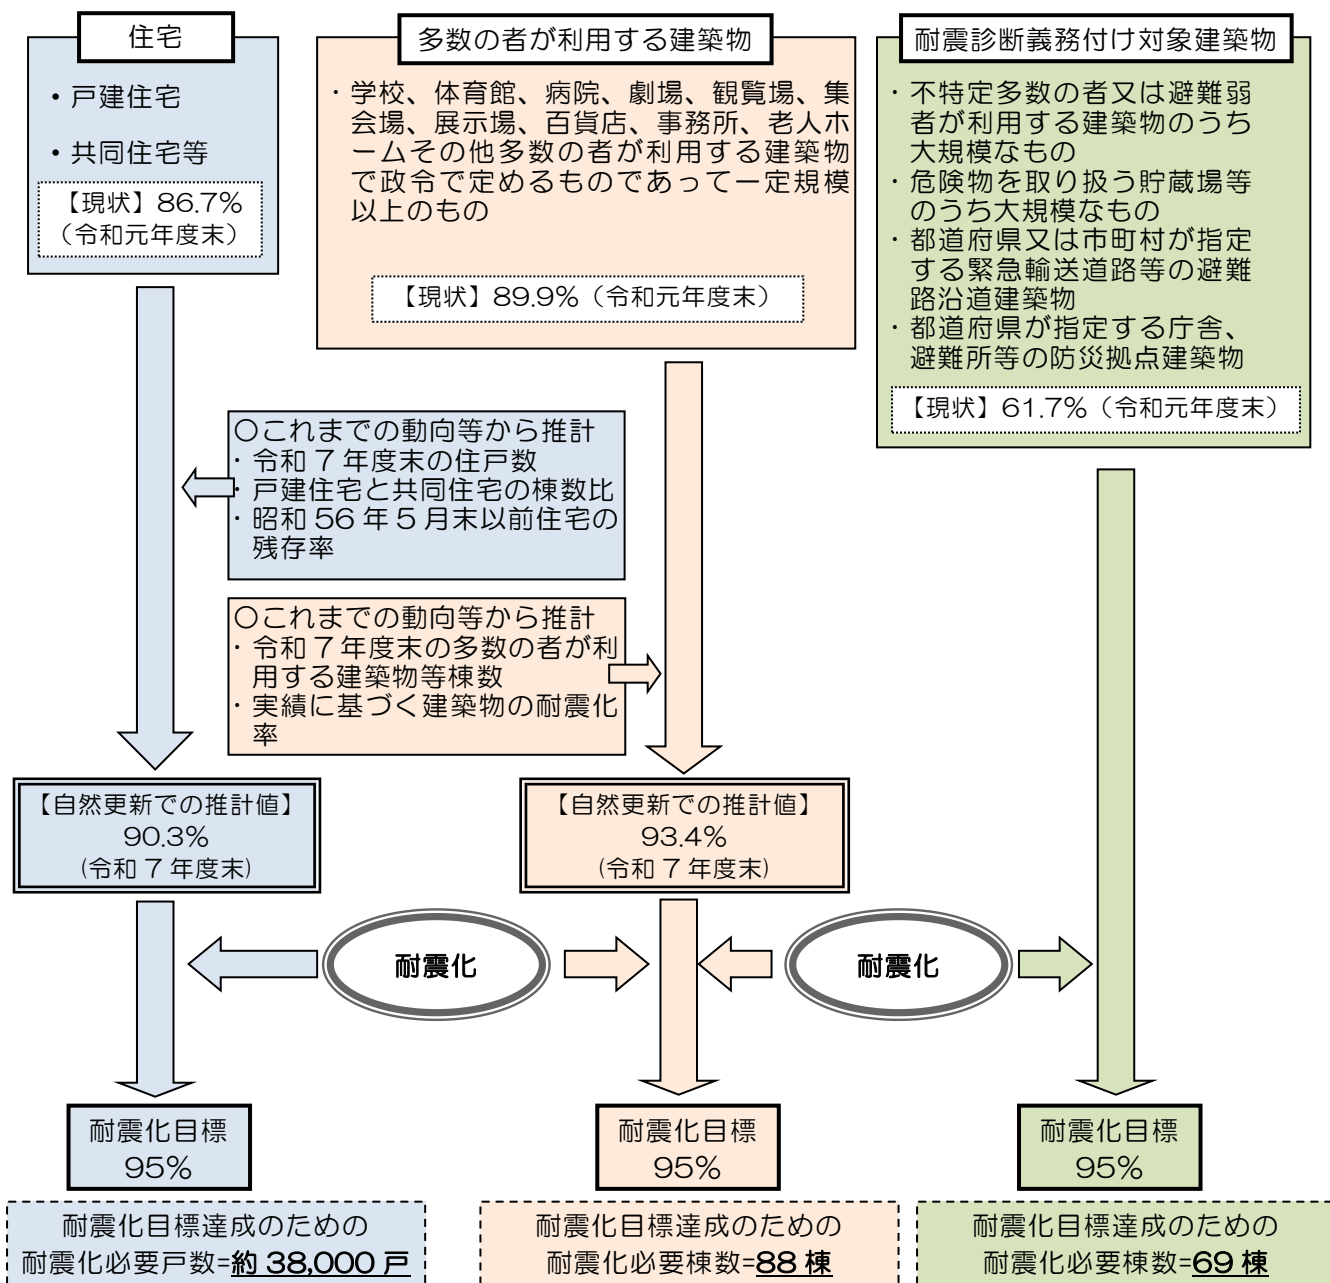 住宅
・戸建住宅
・共同住宅等
【現状】86.7%
（令和元年度末）
多数の者が利用する建築物
・学校、体育館、病院、劇場、観覧場、集
会場、展示場、百貨店、事務所、老人ホ
ームその他多数の者が利用する建築物
で政令で定めるものであって一定規模
以上のもの
【現状】89.9%（令和元年度末）
耐震診断義務付け対象建築物
・不特定多数の者又は避難弱
者が利用する建築物のうち
大規模なもの
・危険物を取り扱う貯蔵場等
のうち大規模なもの
・都道府県又は市町村が指定
する緊急輸送道路等の避難
路沿道建築物
・都道府県が指定する庁舎、
避難所等の防災拠点建築物
【現状】61.7%（令和元年度末）
〇これまでの動向等から推計
・令和７年度末の住戸数
・戸建住宅と共同住宅の棟数比
・昭和56年5月末以前住宅の
残存率
〇これまでの動向等から推計
・令和７年度末の多数の者が利
用する建築物等棟数
・実績に基づく建築物の耐震化
率
【自然更新での推計値】
90.3%
(令和７年度末)
【自然更新での推計値】
93.4%
(令和７年度末)
耐震化
耐震化
耐震化目標
95%
耐震化目標
95%
耐震化目標
95%
耐震化目標達成のための
耐震化必要戸数=約38,000戸
耐震化目標達成のための
耐震化必要棟数=88棟
耐震化目標達成のための
耐震化必要棟数=69棟